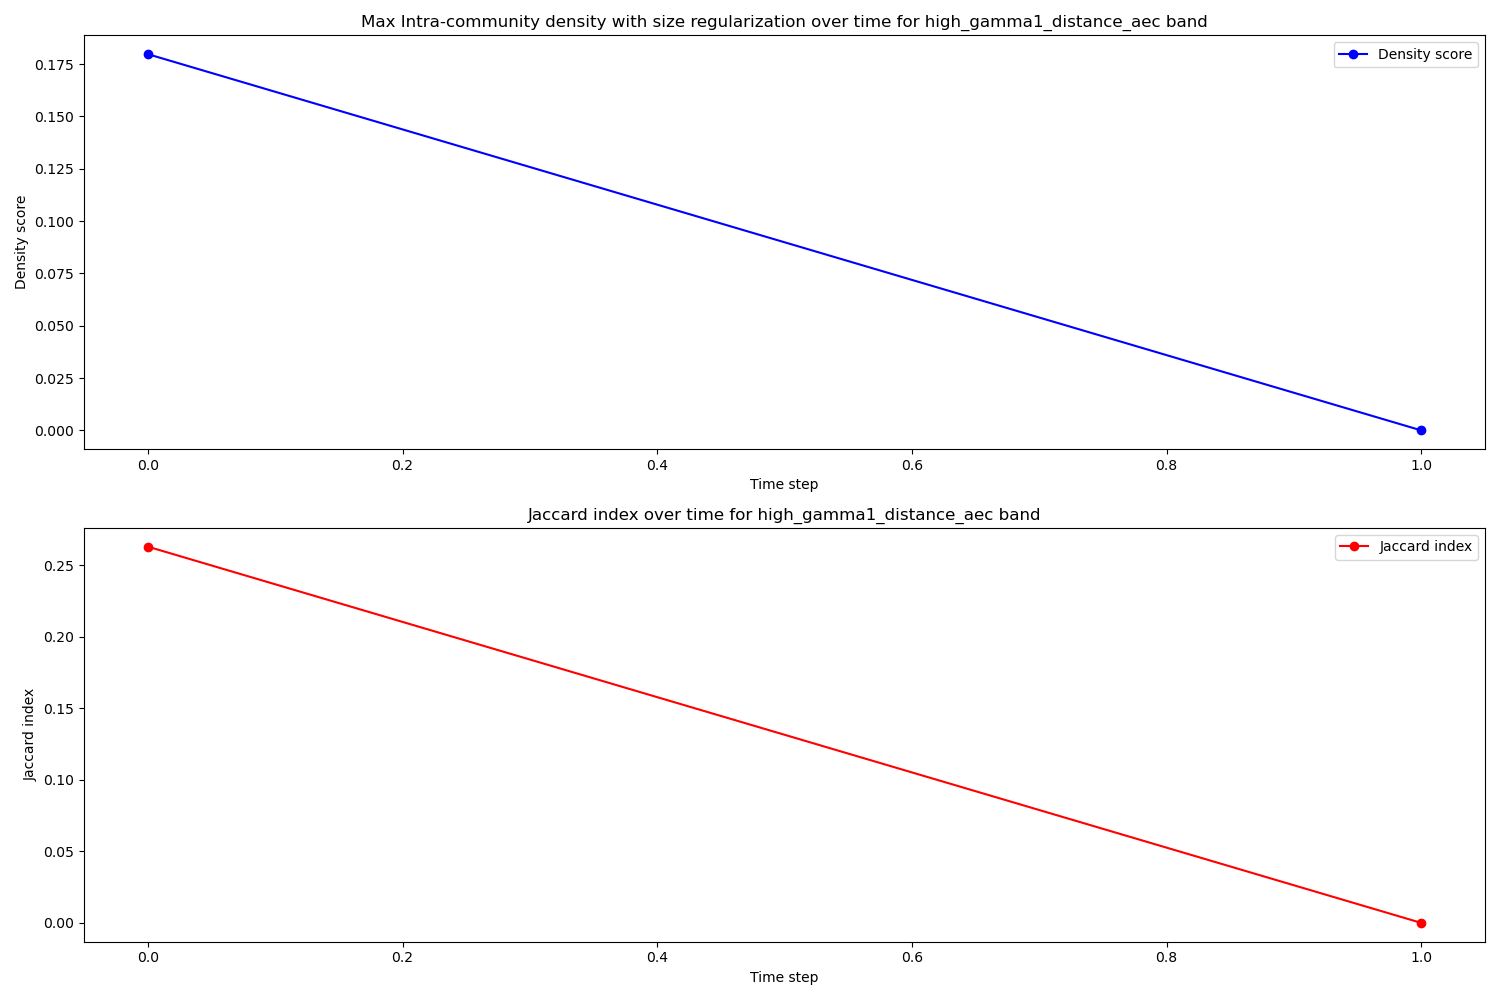 Max Intra-community density with size regularization over time for high_gamma1_distance_aec band
Density score
0.175
0.150
0.125
0.100
0.075
0.050
0.025
0.000
Density score
0.0 0.2 0.4 0.6 0.8 1.0
Time step
Jaccard index over time for high_gamma1_distance_aec band
Jaccard index
0.25
0.20
0.15
0.10
0.05
0.00
Jaccard index
0.0 0.2 0.4 0.6 0.8 1.0
Time step